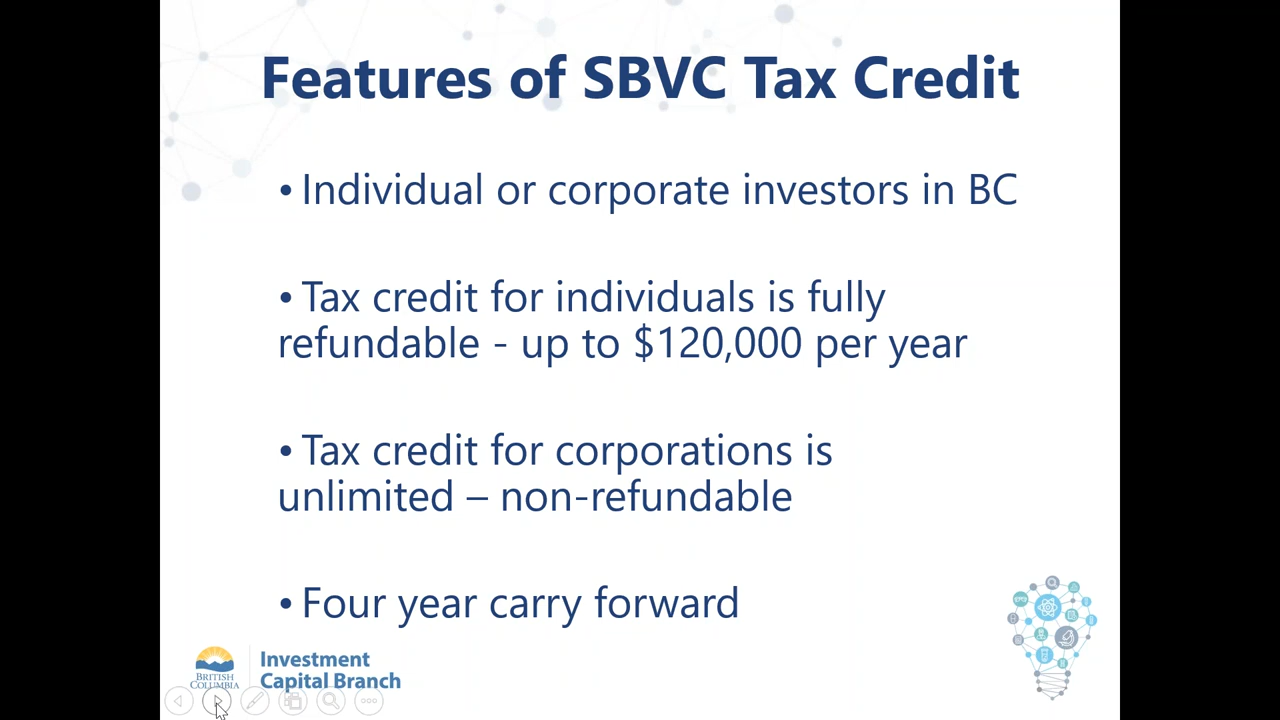 Features of SBVC Tax Credit
• Individual or corporate investors in BC
• Tax credit for individuals is fully
refundable - up to $120,000 per year
• Tax credit for corporations is
unlimited – non-refundable
• Four year carry forward
BRITISH
COLUMBIA
Investment
Capital Branch